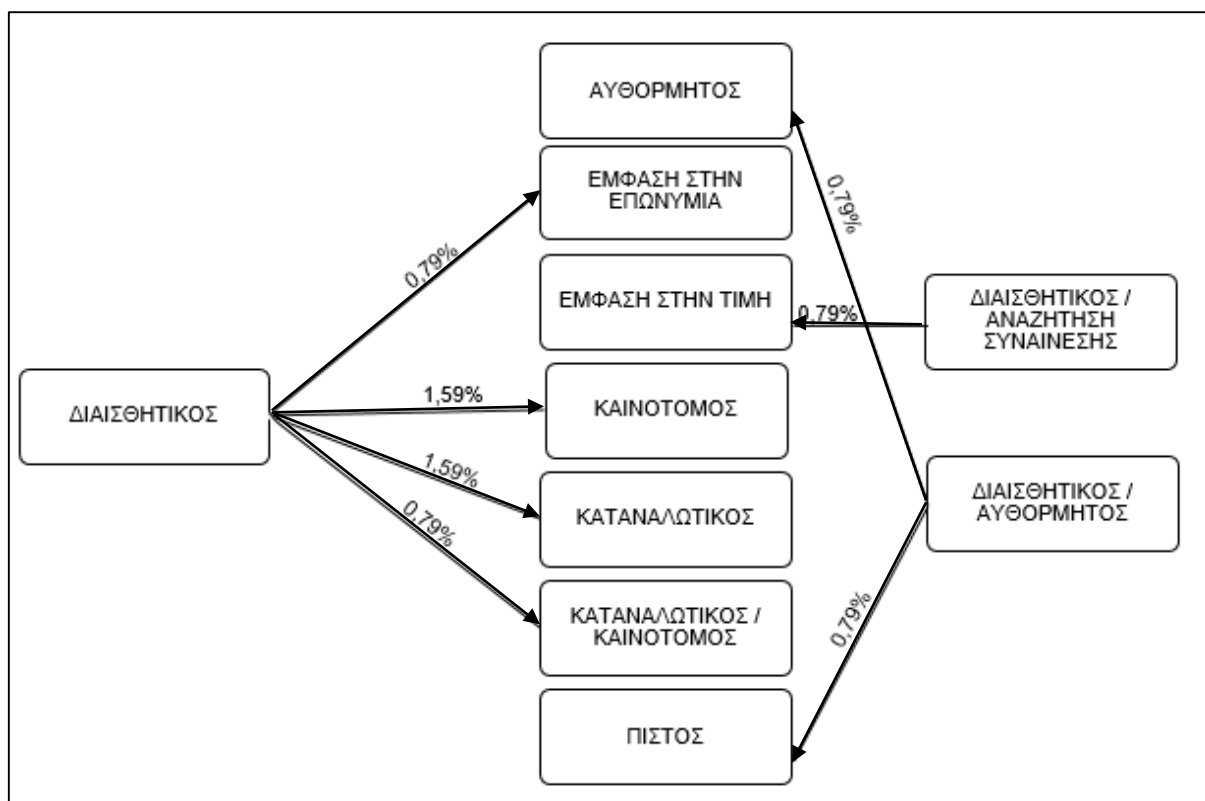 ΑΥΘΟΡΜΗΤΟΣ
ΕΜΦΑΣΗ ΣΤΗΝ
ΕΠΩΝΥΜΙΑ
ΕΜΦΑΣΗ ΣΤΗΝ ΤΙΜΗ
ΚΑΙΝΟΤΟΜΟΣ
ΚΑΤΑΝΑΛΩΤΙΚΟΣ
ΚΑΤΑΝΑΛΩΤΙΚΟΣ /
ΚΑΙΝΟΤΟΜΟΣ
ΠΙΣΤΟΣ
ΔΙΑΙΣΘΗΤΙΚΟΣ
0,79%
1,59%
1,59%
0,79%
ΔΙΑΙΣΘΗΤΙΚΟΣ /
ΑΝΑΖΗΤΗΣΗ
ΣΥΝΑΙΝΕΣΗΣ
0,79%
ΔΙΑΙΣΘΗΤΙΚΟΣ /
ΑΥΘΟΡΜΗΤΟΣ
0,79%
0,79%